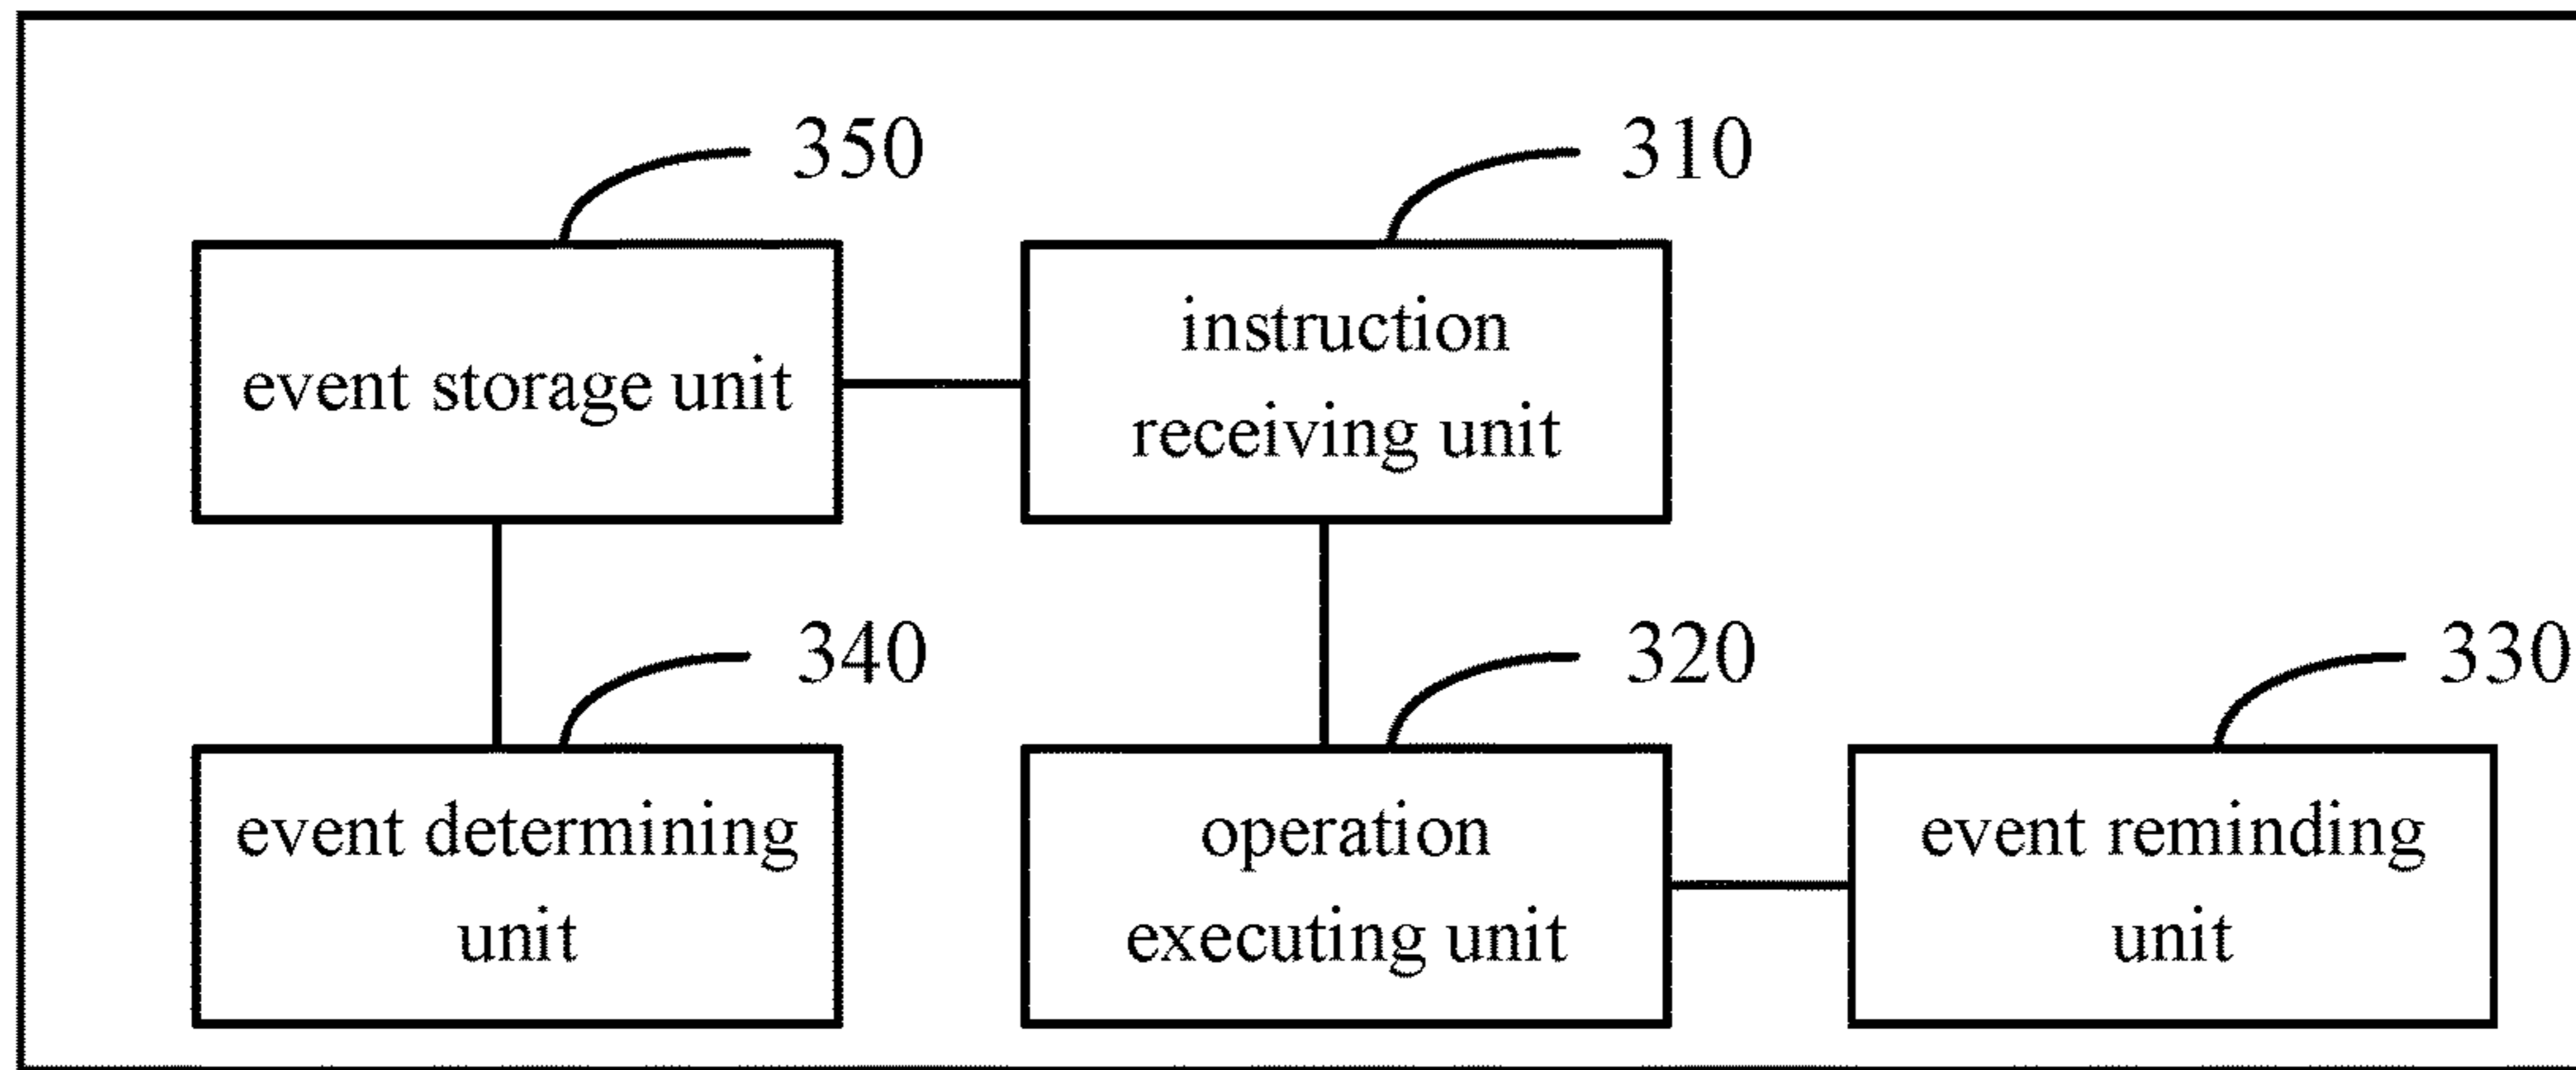 350
310
event storage unit
instruction
receiving unit
340
320
330
event determining
unit
operation
executing unit
event reminding
unit